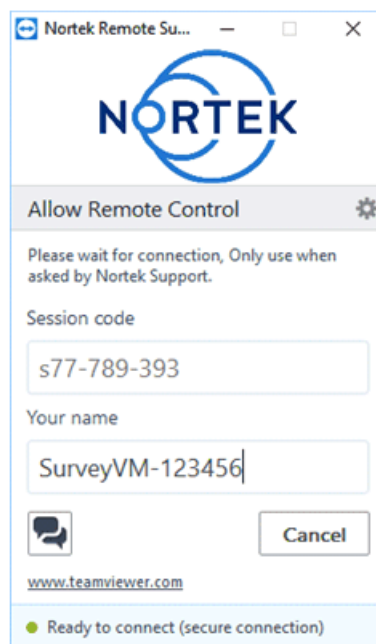 Nortek Remote Su...
NORTEK
Allow Remote Control
Please wait for connection, Only use when
asked by Nortek Support.
Session code
s77-789-393
Your name
SurveyVM-123456
Cancel
www.teamviewer.com
Ready to connect (secure connection)